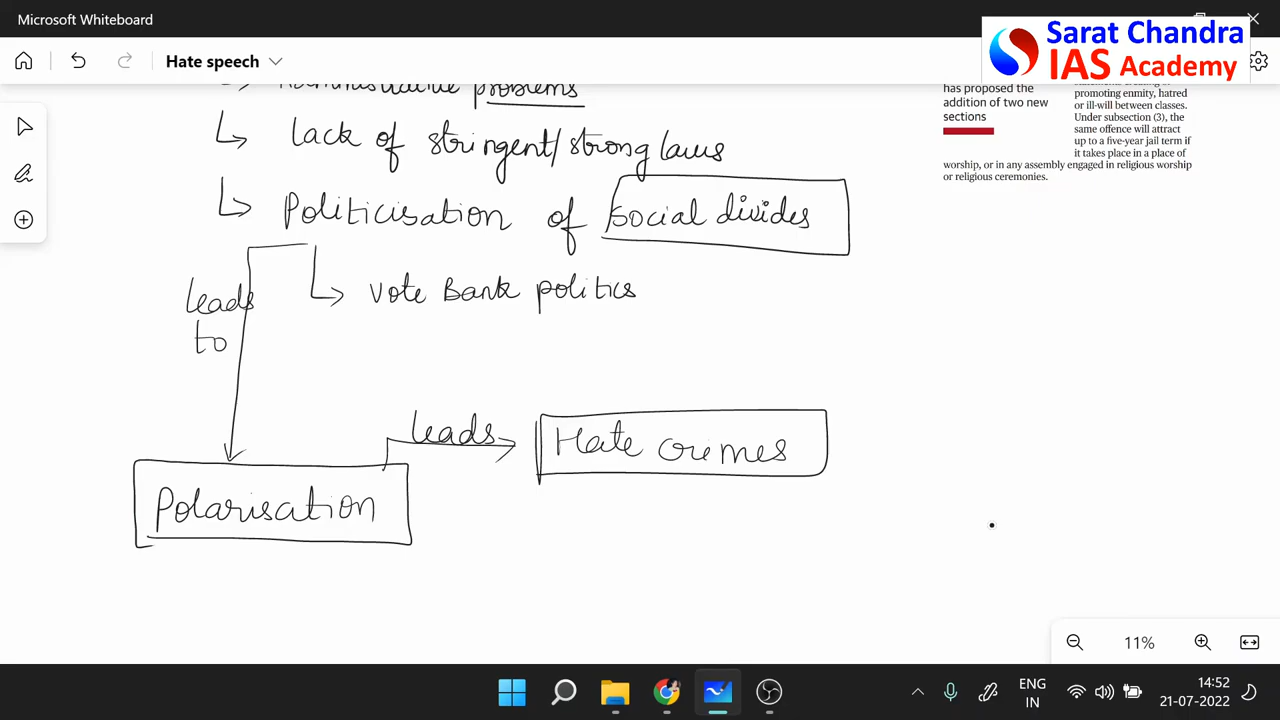 Microsoft Whiteboard
Sarat Chandra
IAS Academy
Hate speech
Administrative problems
↳ lack of stringent/strong laws
↳ Politicisation of social divides
↳ Vote Bank politics
leads
to
leads
Hate crimes
Polarisation
has proposed the
addition of two new
sections
promoting enmity, hatred
or ill-will between classes.
Under subsection (3), the
same offence will attract
up to a five-year jail term if
it takes place in a place of
worship, or in any assembly engaged in religious worship
or religious ceremonies.
11%
ENG
IN
14:52
21-07-2022